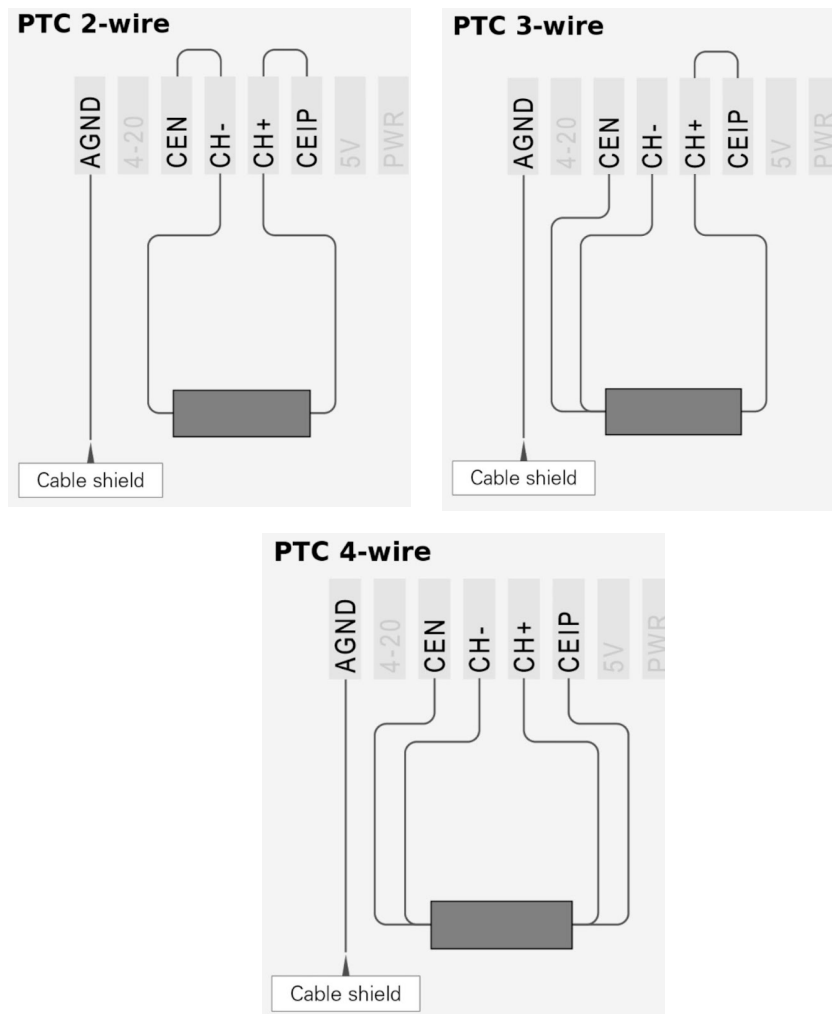 PTC 2-wire
AGND
4-20
CEN
CH-
CH+
CEIP
5V
PWR
Cable shield
PTC 3-wire
AGND
4-20
CEN
CH-
CH+
CEIP
5V
PWR
Cable shield
PTC 4-wire
AGND
4-20
CEN
CH-
CH+
CEIP
5V
PWR
Cable shield